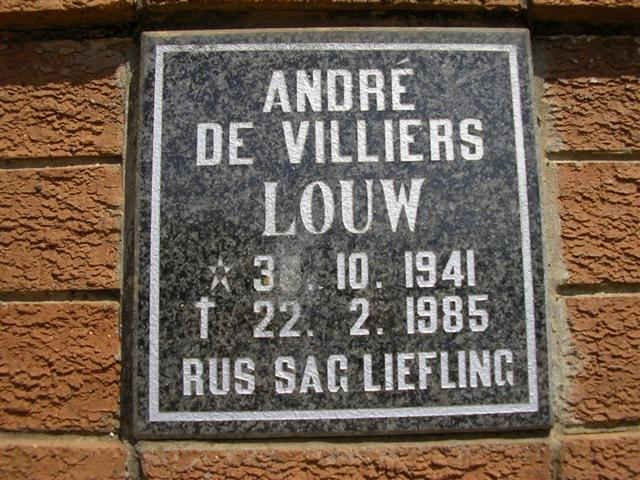 ANDRÉ
DE VILLIERS
LOUW
10. 1941
† 22. 2. 1985
RUS SAG LIEFLING